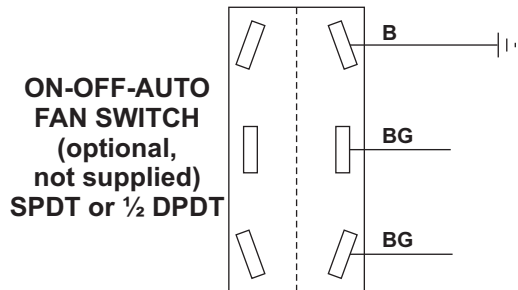 B
ON-OFF-AUTO
FAN SWITCH
(optional,
not supplied)
SPDT or ½ DPDT
BG
BG